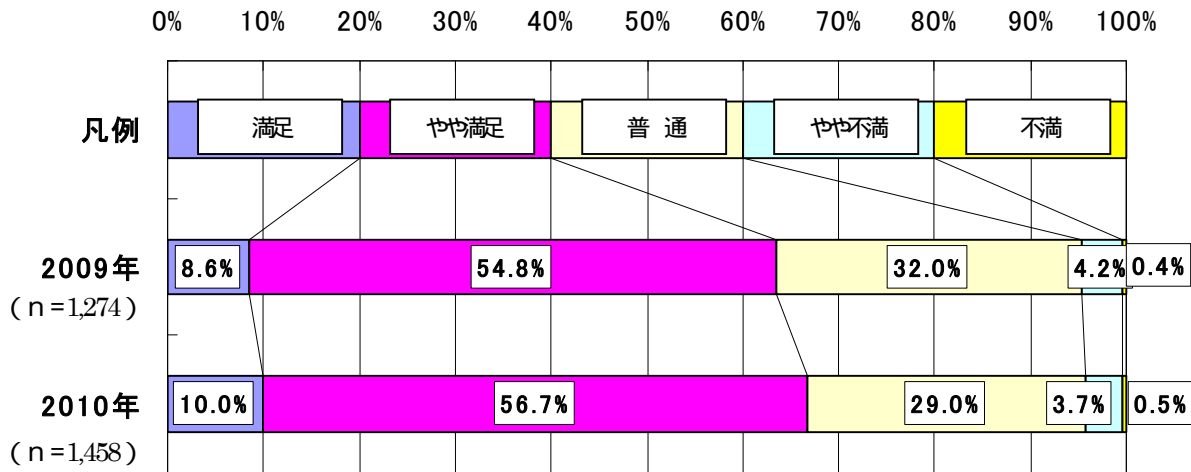 0% 10% 20% 30% 40% 50% 60% 70% 80% 90% 100%
凡例 満足 やや満足 普 通 やや不満 不満
2009年 8.6% 54.8% 32.0% 4.2% 0.4%
(n=1,274)
2010年 10.0% 56.7% 29.0% 3.7% 0.5%
(n=1,458)